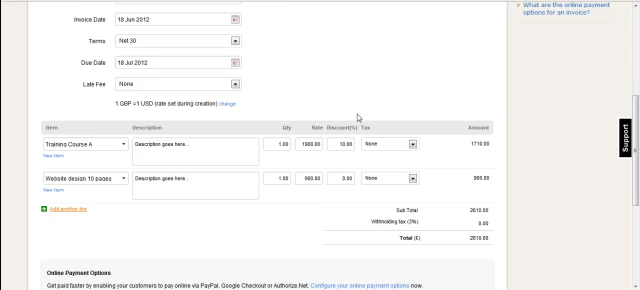 What are the online payment
options for an invoice?
Invoice Date 18 Jun 2012
Terms Net 30
Due Date 18 Jul 2012
Late Fee None
1 GBP =1 USD (rate set during creation) change
Item Description Qty Rate Discount(%) Tax Amount
Training Course A Description goes here... 1.00 1900.00 10.00 None 1710.00
New Item
Website design 10 pages Description goes here... 1.00 900.00 0.00 None 900.00
New Item
Add another line
Sub Total 2610.00
Withholding tax (3%) 0.00
Total (£) 2610.00
Support
Online Payment Options
Get paid faster by enabling your customers to pay online via PayPal, Google Checkout or Authorize.Net. Configure your online payment options now.